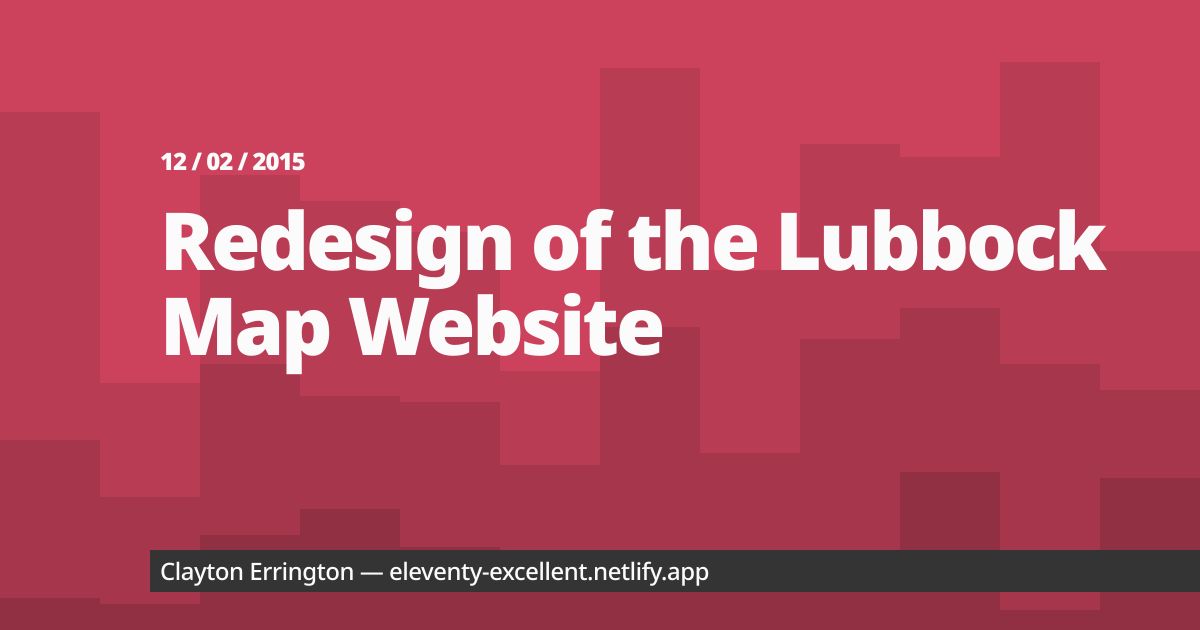 12 / 02 / 2015
Redesign of the Lubbock
Map Website
Clayton Errington — eleventy-excellent.netlify.app